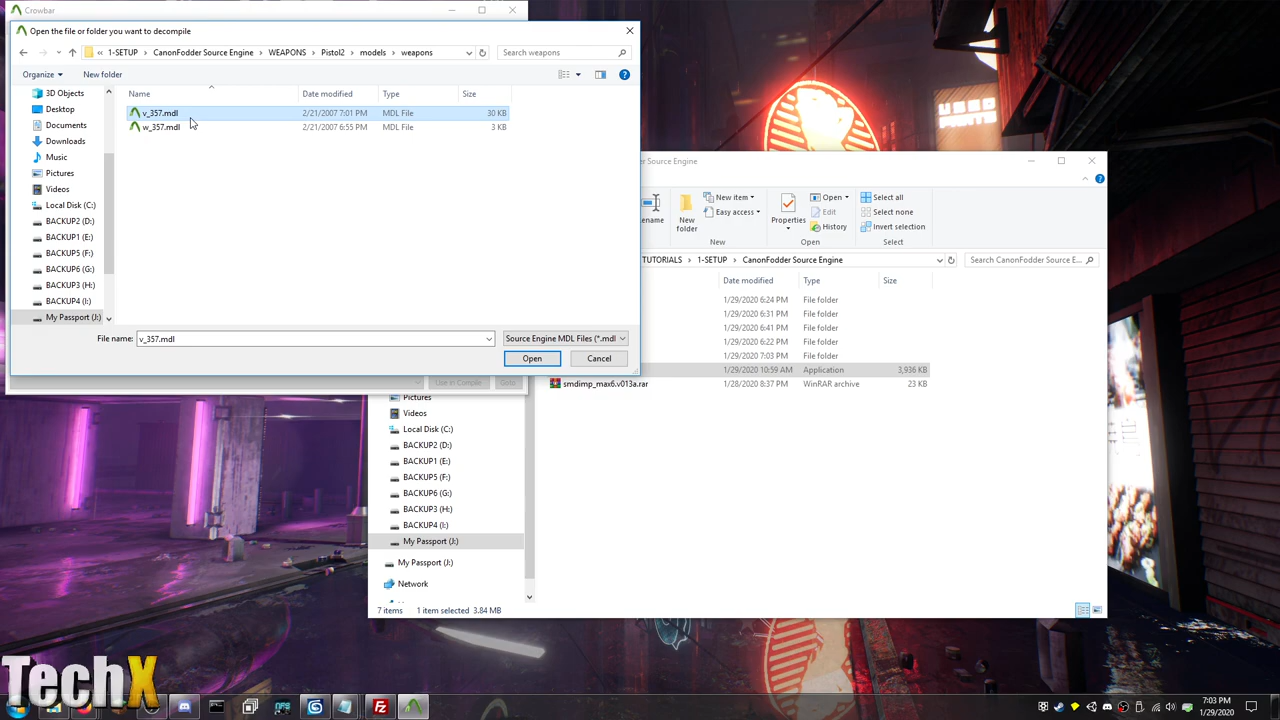 Crowbar
Open the file or folder you want to decompile
« 1-SETUP > CanonFodder Source Engine > WEAPONS > Pistol2 > models > weapons
Search weapons
Organize
New folder
Name
Date modified
Type
Size
3D Objects
Desktop
Documents
Downloads
Music
Pictures
Videos
Local Disk (C:)
BACKUP2 (D:)
BACKUP1 (E:)
BACKUP5 (F:)
BACKUP6 (G:)
BACKUP3 (H:)
BACKUP4 (I:)
My Passport (J:)
v_357.mdl 2/21/2007 7:01 PM MDL File 30 KB
w_357.mdl 2/21/2007 6:55 PM MDL File 3 KB
File name: v_357.mdl
Source Engine MDL Files (*.mdl
Open
Cancel
Use in Compile
Goto
er Source Engine
ename
New folder
New item
Easy access
New
Properties
Open
Edit
History
Open
Select all
Select none
Invert selection
Select
TUTORIALS > 1-SETUP > CanonFodder Source Engine
Search CanonFodder Source E...
Date modified
Type
Size
1/29/2020 6:24 PM File folder
1/29/2020 6:31 PM File folder
1/29/2020 6:41 PM File folder
1/29/2020 6:22 PM File folder
1/29/2020 7:03 PM File folder
1/29/2020 10:59 AM Application 3,936 KB
smdimp_max6.v013a.rar 1/28/2020 8:37 PM WinRAR archive 23 KB
Pictures
Videos
Local Disk (C:)
BACKUP2 (D:)
BACKUP1 (E:)
BACKUP5 (F:)
BACKUP6 (G:)
BACKUP3 (H:)
BACKUP4 (I:)
My Passport (J:)
My Passport (J:)
Network
7 items
1 item selected 3.84 MB
USED
PARTS
TechX
7:03 PM
1/29/2020